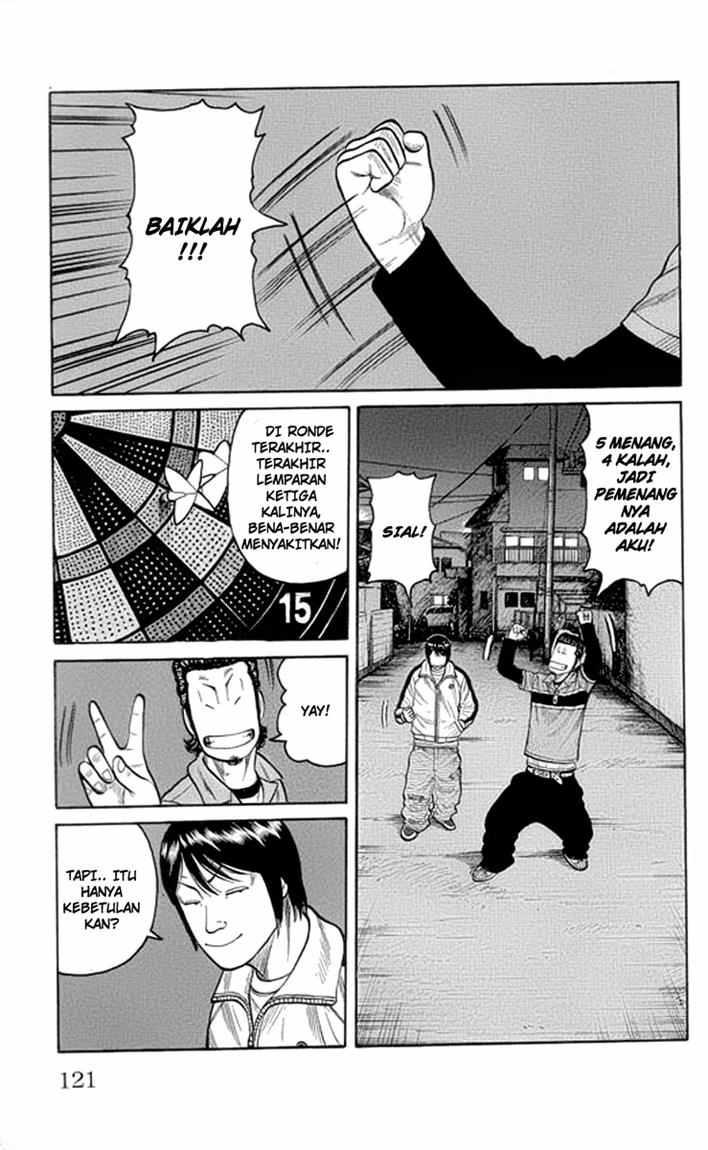 BAIKLAH
!!!
5 MENANG,
4 KALAH,
JADI
PEMENANG
NYA
ADALAH
AKU!
SIAL!
DI RONDE
TERAKHIR..
TERAKHIR
LEMPARAN
KETIGA
KALINYA,
BENA-BENAR
MENYAKITKAN!
15
YAY!
TAPI.. ITU
HANYA
KEBETULAN
KAN?
121